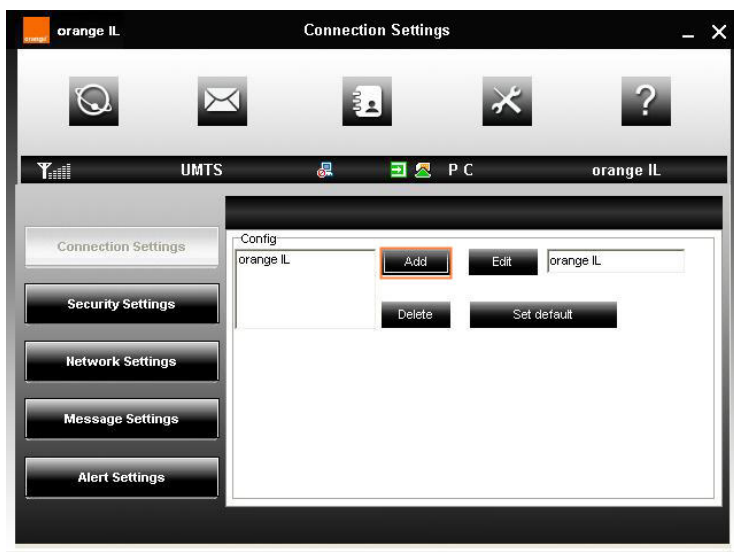 orange IL Connection Settings
?
UMTS P C orange IL
Connection Settings
Security Settings
Network Settings
Message Settings
Alert Settings
Config
orange IL
Add Edit orange IL
Delete Set default